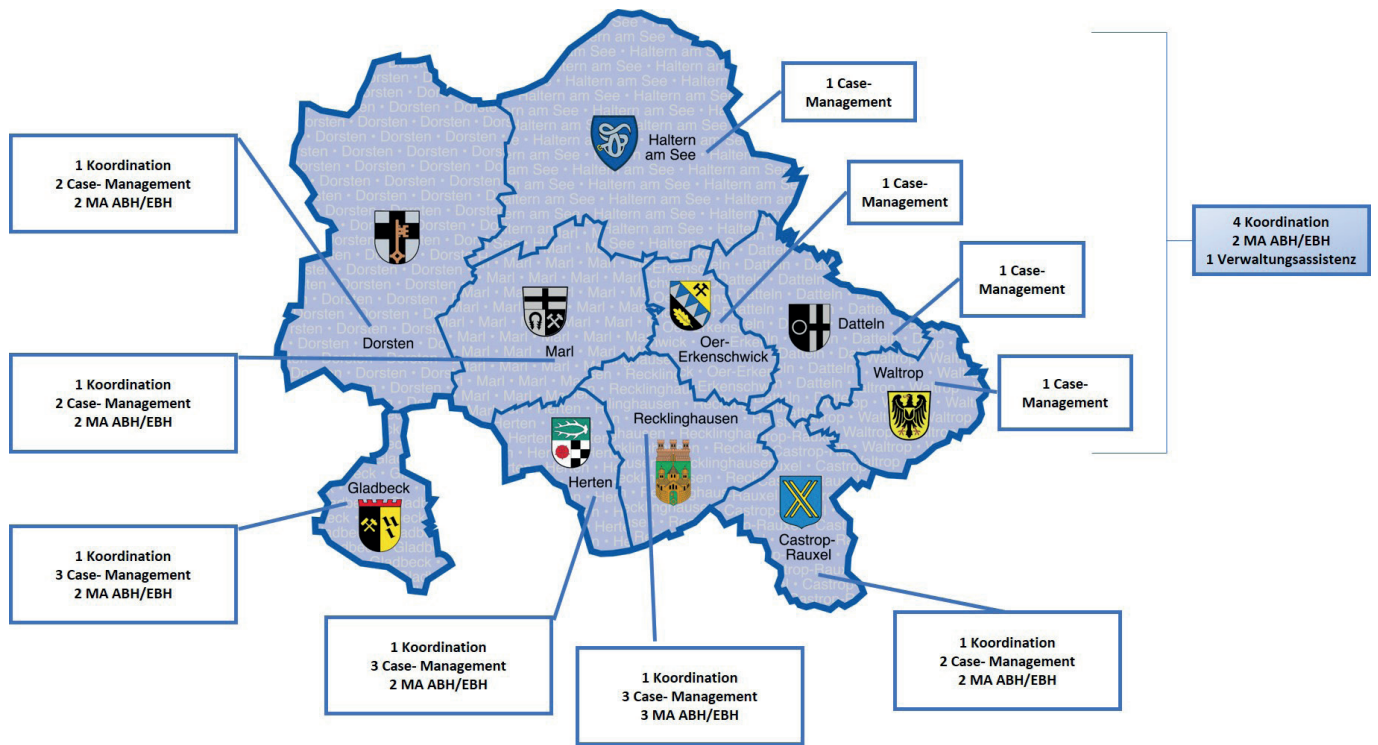 1 Case-
Management
1 Koordination
2 Case- Management
2 MA ABH/EBH
Haltern
am See
1 Case-
Management
4 Koordination
2 MA ABH/EBH
1 Verwaltungsassistenz
1 Case-
Management
Dorsten
Marl
Oer-
Erkenschwick
Datteln
Waltrop
1 Koordination
2 Case- Management
2 MA ABH/EBH
1 Case-
Management
Recklinghausen
Herten
Gladbeck
Castrop-
Rauxel
1 Koordination
3 Case- Management
2 MA ABH/EBH
1 Koordination
3 Case- Management
2 MA ABH/EBH
1 Koordination
3 Case- Management
3 MA ABH/EBH
1 Koordination
2 Case- Management
2 MA ABH/EBH